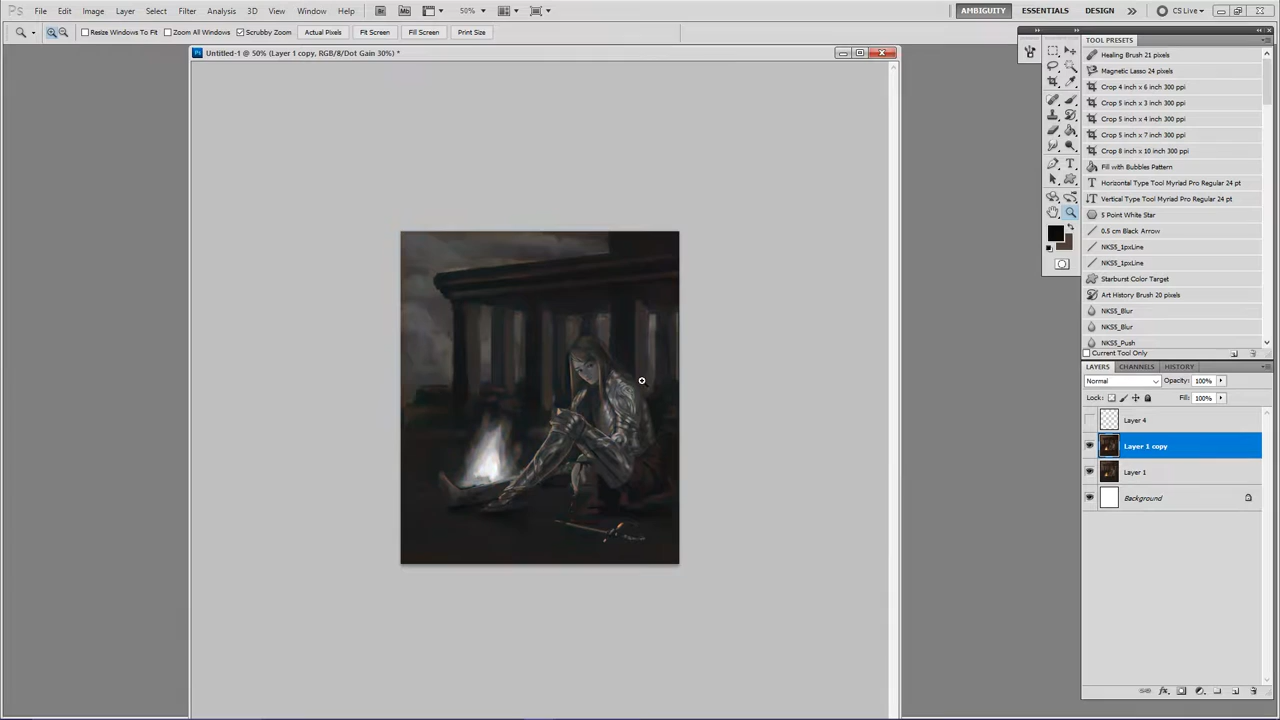 Ps File Edit Image Layer Select Filter Analysis 3D View Window Help Br Mb 50% AMBIGUITY ESSENTIALS DESIGN CS Live
Resize Windows To Fit Zoom All Windows Scrubby Zoom Actual Pixels Fit Screen Fill Screen Print Size
Ps Untitled-1 @ 50% (Layer 1 copy, RGB/8/Dot Gain 30%) *
TOOL PRESETS
Healing Brush 21 pixels
Magnetic Lasso 24 pixels
Crop 4 inch x 6 inch 300 ppi
Crop 5 inch x 3 inch 300 ppi
Crop 5 inch x 4 inch 300 ppi
Crop 5 inch x 7 inch 300 ppi
Crop 8 inch x 10 inch 300 ppi
Fill with Bubbles Pattern
Horizontal Type Tool Myriad Pro Regular 24 pt
Vertical Type Tool Myriad Pro Regular 24 pt
5 Point White Star
0.5 cm Black Arrow
NKS5_1pxLine
NKS5_1pxLine
Starburst Color Target
Art History Brush 20 pixels
NKS5_Blur
NKS5_Blur
NKS5_Push
Current Tool Only
LAYERS CHANNELS HISTORY
Normal Opacity: 100%
Lock: Fill: 100%
Layer 4
Layer 1 copy
Layer 1
Background